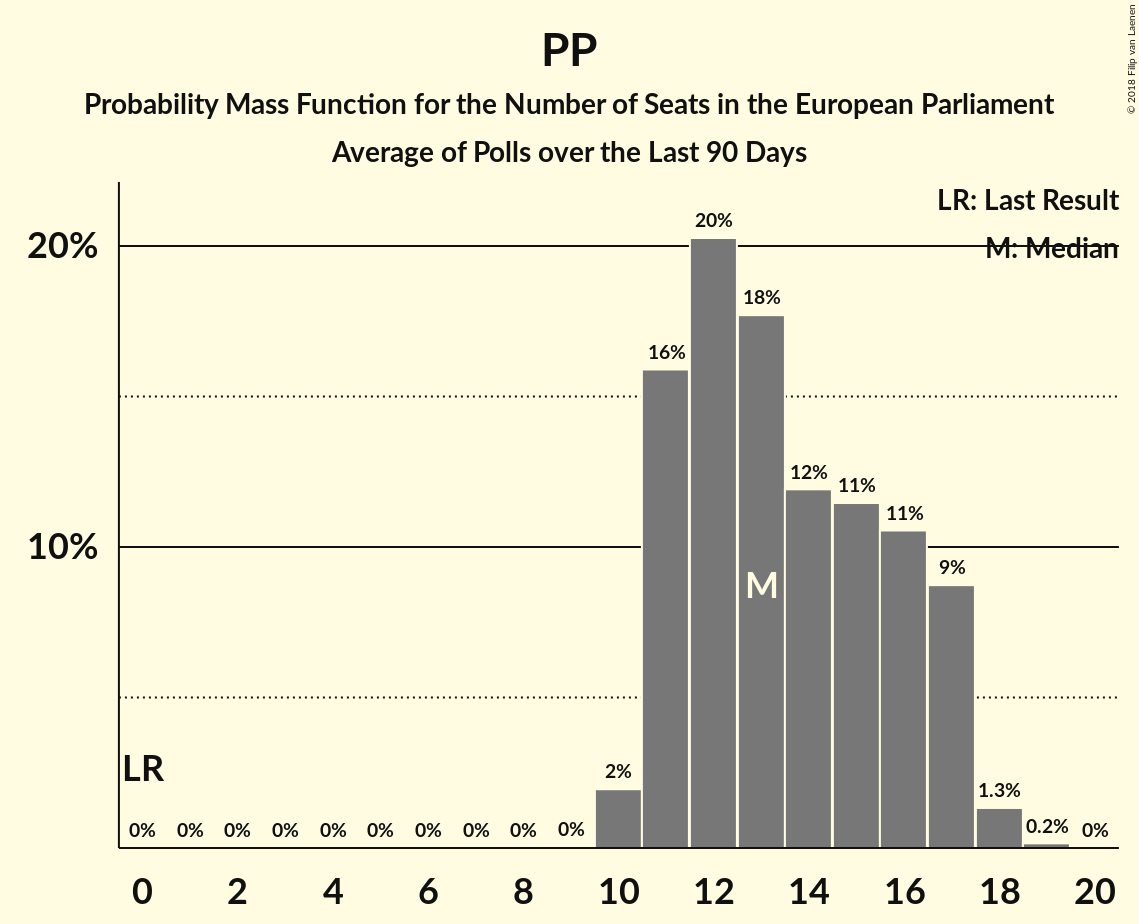 PP
Probability Mass Function for the Number of Seats in the European Parliament
Average of Polls over the Last 90 Days
© 2018 Filip van Laenen
LR: Last Result
M: Median
20%
10%
20%
18%
16%
12%
11%
11%
9%
M
LR
2%
1.3%
0% 0% 0% 0% 0% 0% 0% 0% 0% 0% 0.2% 0%
0 2 4 6 8 10 12 14 16 18 20